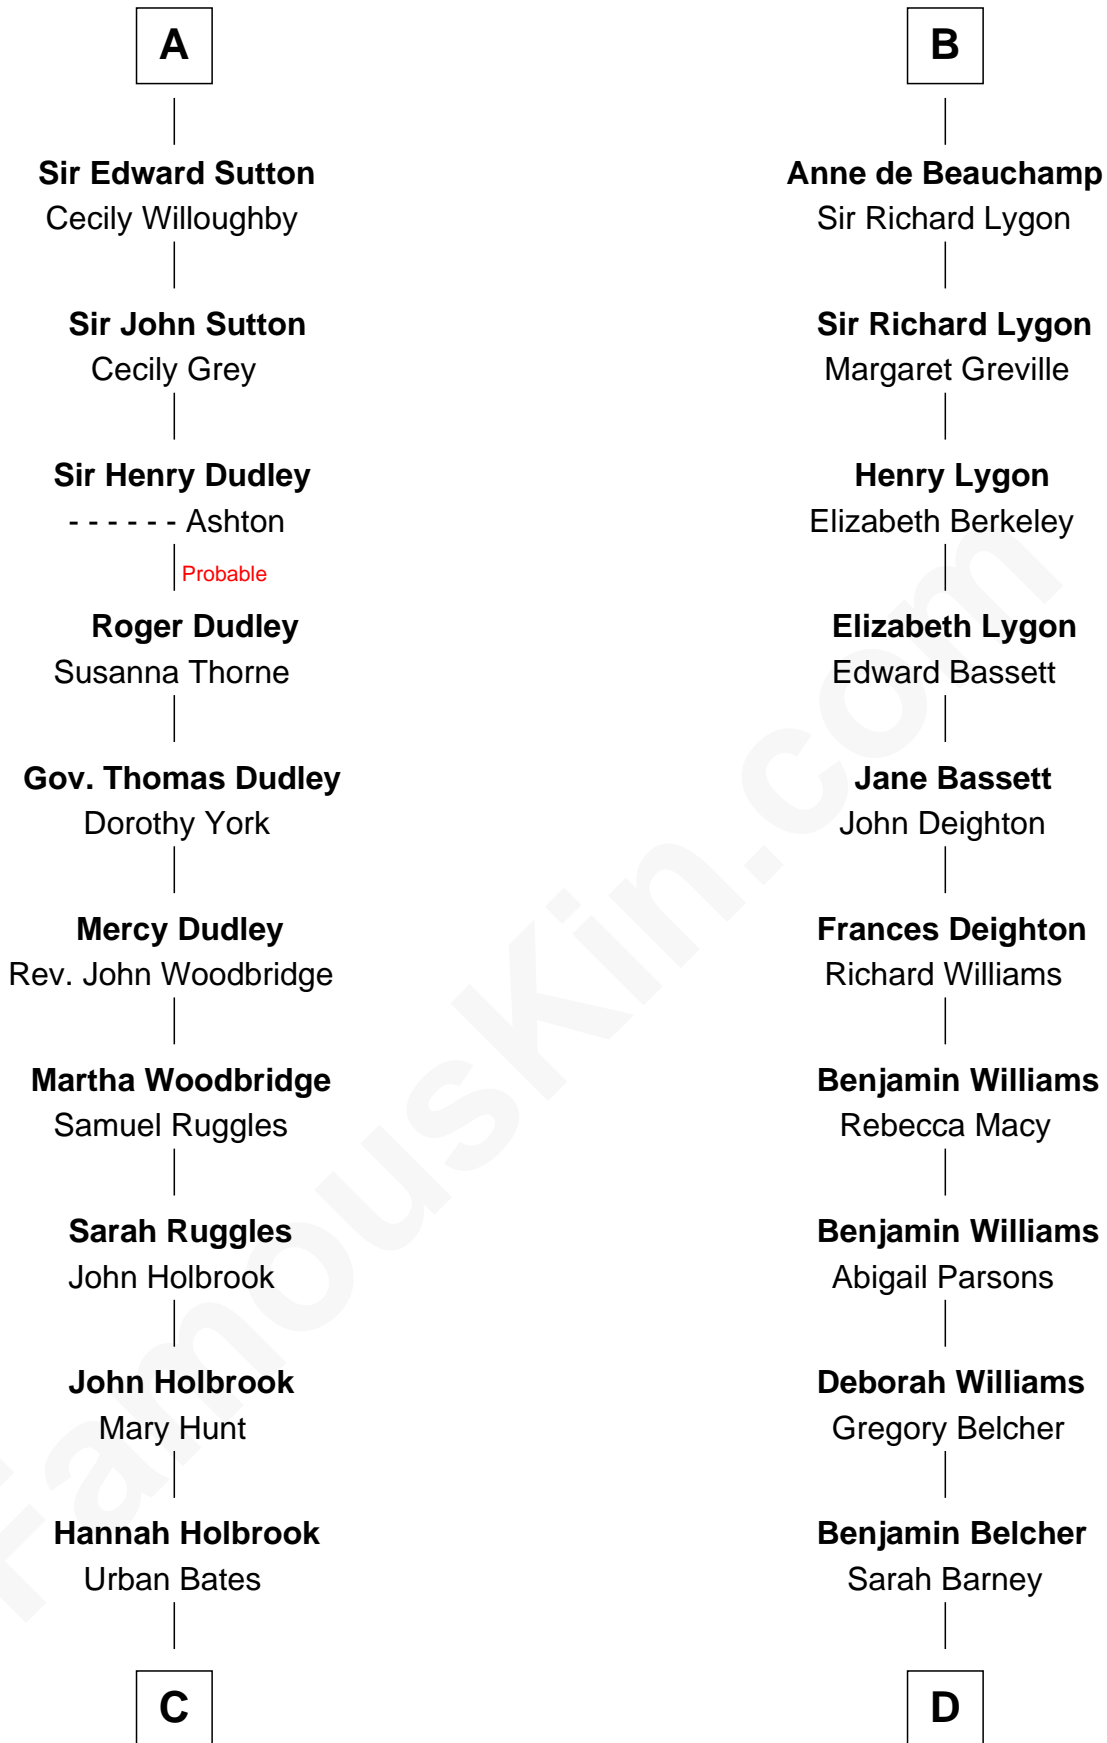 A
Sir Edward Sutton
Cecily Willoughby
Sir John Sutton
Cecily Grey
Sir Henry Dudley
- - - - - - Ashton
Probable
Roger Dudley
Susanna Thorne
Gov. Thomas Dudley
Dorothy York
Mercy Dudley
Rev. John Woodbridge
Martha Woodbridge
Samuel Ruggles
Sarah Ruggles
John Holbrook
John Holbrook
Mary Hunt
Hannah Holbrook
Urban Bates
C
B
Anne de Beauchamp
Sir Richard Lygon
Sir Richard Lygon
Margaret Greville
Henry Lygon
Elizabeth Berkeley
Elizabeth Lygon
Edward Bassett
Jane Bassett
John Deighton
Frances Deighton
Richard Williams
Benjamin Williams
Rebecca Macy
Benjamin Williams
Abigail Parsons
Deborah Williams
Gregory Belcher
Benjamin Belcher
Sarah Barney
D
FamousKin.com